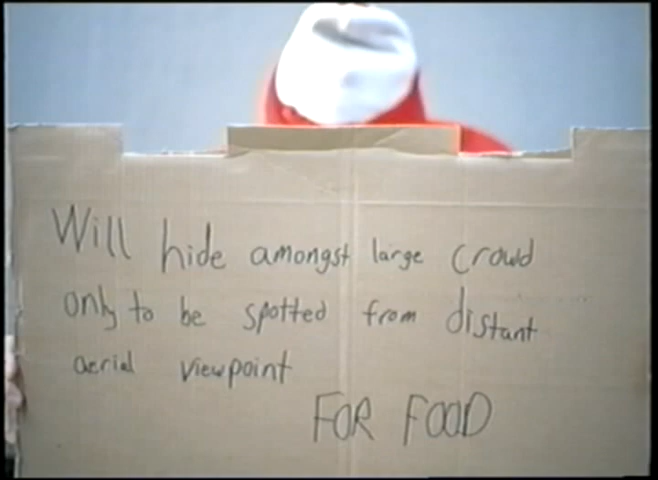 Will hide amongst large crowd
only to be spotted from distant
aerial viewpoint
FOR FOOD